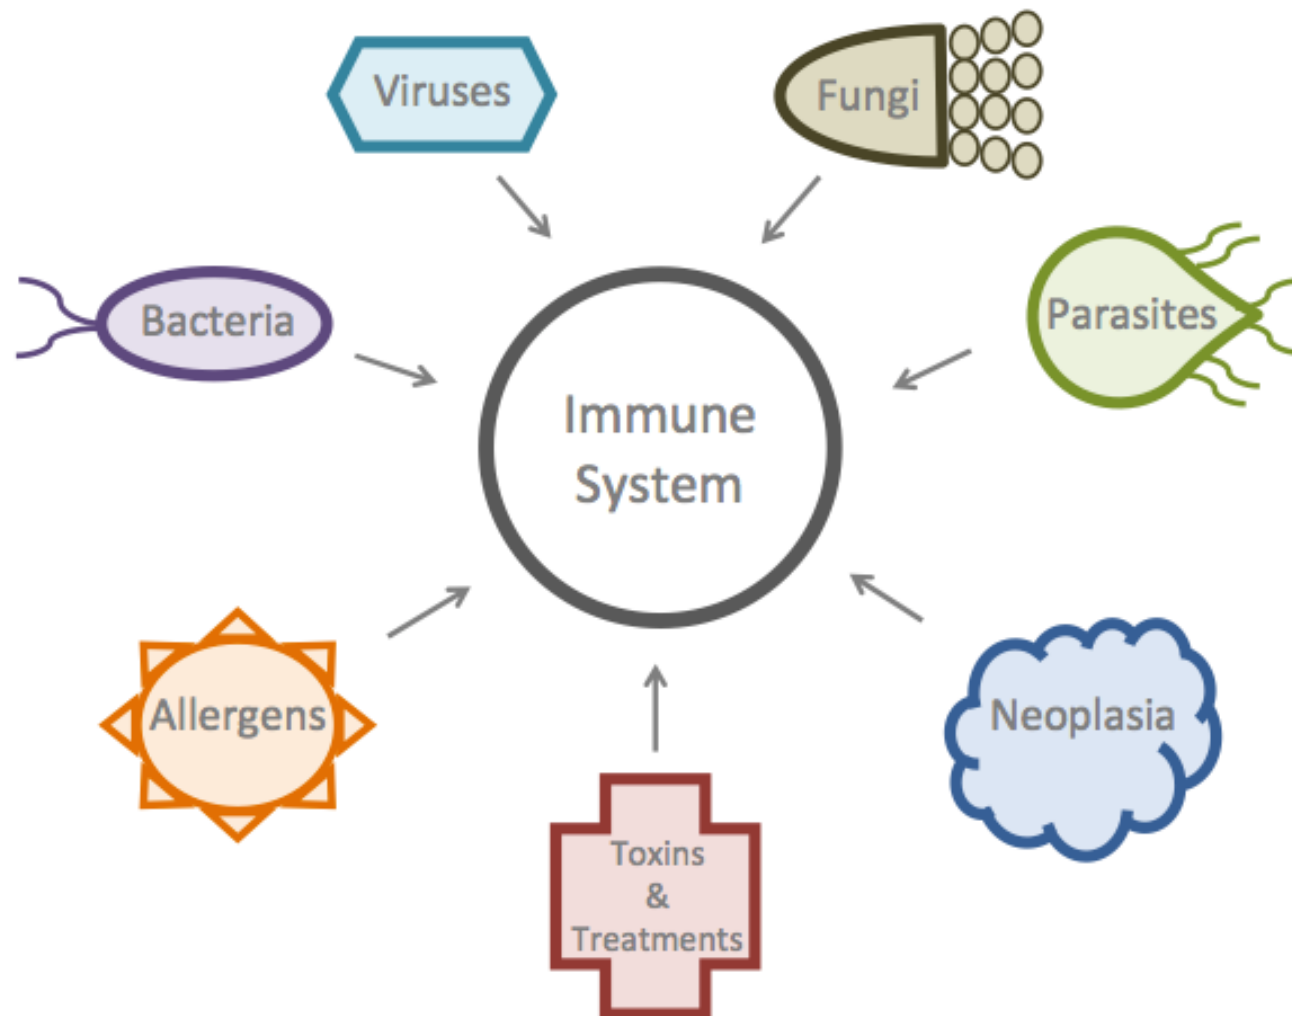 Viruses
Fungi
Bacteria
Parasites
Immune
System
Allergens
Neoplasia
Toxins
&
Treatments